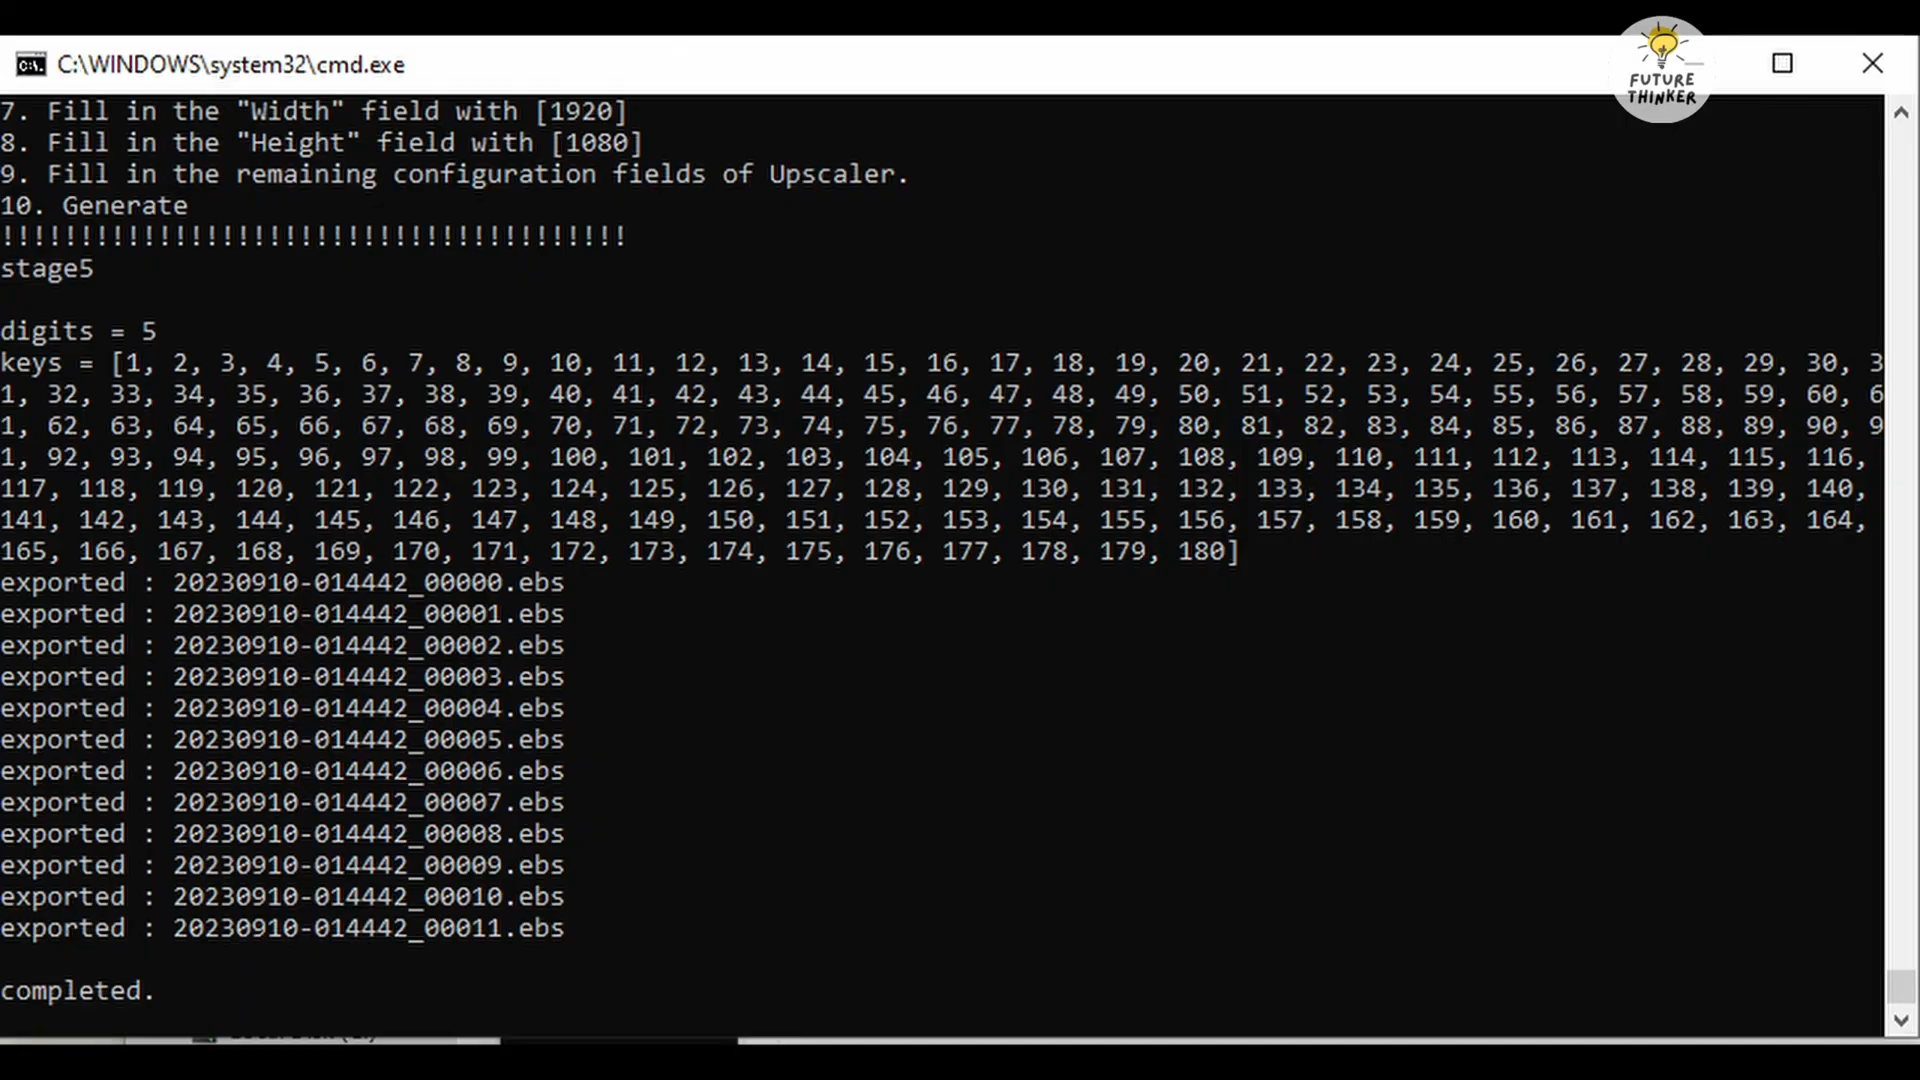 C:\WINDOWS\system32\cmd.exe
FUTURE
THINKER
7. Fill in the "Width" field with [1920]
8. Fill in the "Height" field with [1080]
9. Fill in the remaining configuration fields of Upscaler.
10. Generate
!!!!!!!!!!!!!!!!!!!!!!!!!!!!!!!!!!!!!!!!
stage5
digits = 5
keys = [1, 2, 3, 4, 5, 6, 7, 8, 9, 10, 11, 12, 13, 14, 15, 16, 17, 18, 19, 20, 21, 22, 23, 24, 25, 26, 27, 28, 29, 30, 3
1, 32, 33, 34, 35, 36, 37, 38, 39, 40, 41, 42, 43, 44, 45, 46, 47, 48, 49, 50, 51, 52, 53, 54, 55, 56, 57, 58, 59, 60, 6
1, 62, 63, 64, 65, 66, 67, 68, 69, 70, 71, 72, 73, 74, 75, 76, 77, 78, 79, 80, 81, 82, 83, 84, 85, 86, 87, 88, 89, 90, 9
1, 92, 93, 94, 95, 96, 97, 98, 99, 100, 101, 102, 103, 104, 105, 106, 107, 108, 109, 110, 111, 112, 113, 114, 115, 116,
117, 118, 119, 120, 121, 122, 123, 124, 125, 126, 127, 128, 129, 130, 131, 132, 133, 134, 135, 136, 137, 138, 139, 140,
141, 142, 143, 144, 145, 146, 147, 148, 149, 150, 151, 152, 153, 154, 155, 156, 157, 158, 159, 160, 161, 162, 163, 164,
165, 166, 167, 168, 169, 170, 171, 172, 173, 174, 175, 176, 177, 178, 179, 180]
exported : 20230910-014442_00000.ebs
exported : 20230910-014442_00001.ebs
exported : 20230910-014442_00002.ebs
exported : 20230910-014442_00003.ebs
exported : 20230910-014442_00004.ebs
exported : 20230910-014442_00005.ebs
exported : 20230910-014442_00006.ebs
exported : 20230910-014442_00007.ebs
exported : 20230910-014442_00008.ebs
exported : 20230910-014442_00009.ebs
exported : 20230910-014442_00010.ebs
exported : 20230910-014442_00011.ebs
completed.